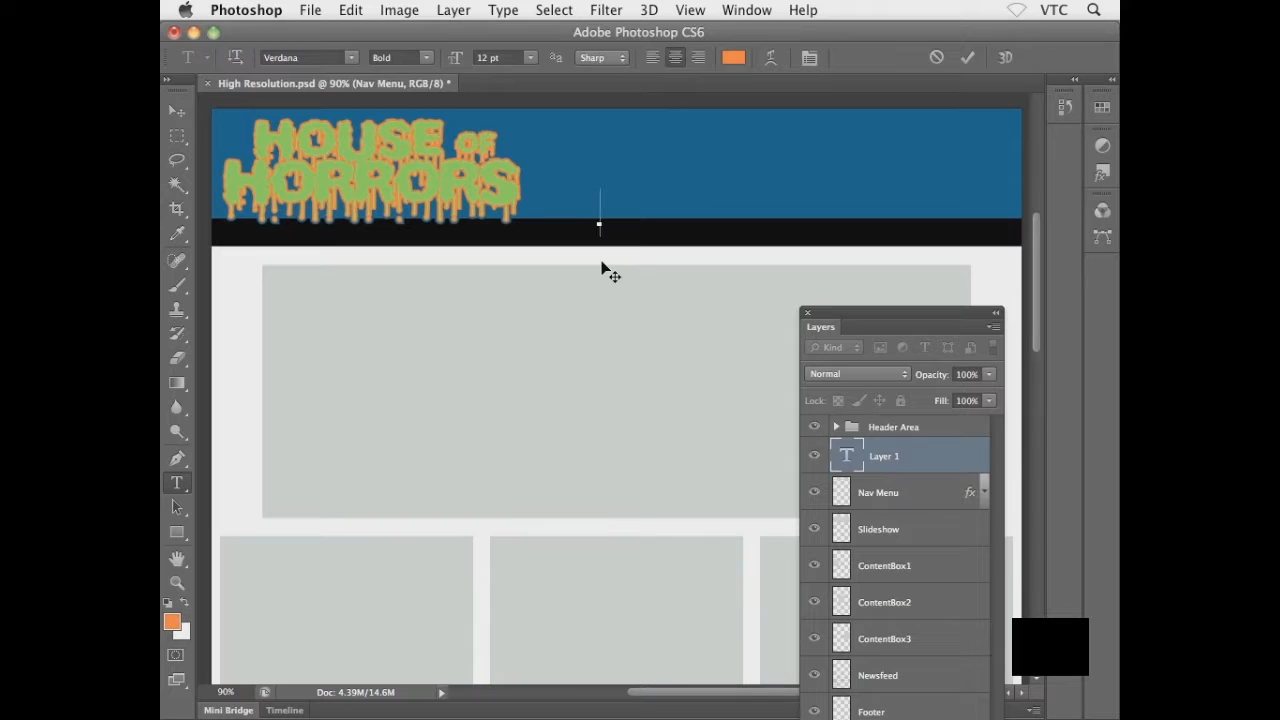 Photoshop File Edit Image Layer Type Select Filter 3D View Window Help VTC
Adobe Photoshop CS6
T Verdana Bold 12 pt aa Sharp 3D
High Resolution.psd @ 90% (Nav Menu, RGB/8) *
HOUSE OF
HORRORS
Layers
Kind T
Normal Opacity: 100%
Lock: Fill: 100%
Header Area
T Layer 1
Nav Menu fx
Slideshow
ContentBox1
ContentBox2
ContentBox3
Newsfeed
Footer
90% Doc: 4.39M/14.6M
Mini Bridge Timeline